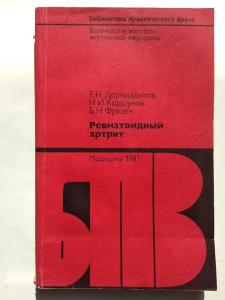 Библиотека практического врача
Важнейшие вопросы
внутренней медицины
Е.Н. Дормидонтов
Н.И. Коршунов
Б.Н. Фризен
Ревматоидный
артрит
Медицина 1981
БПВ